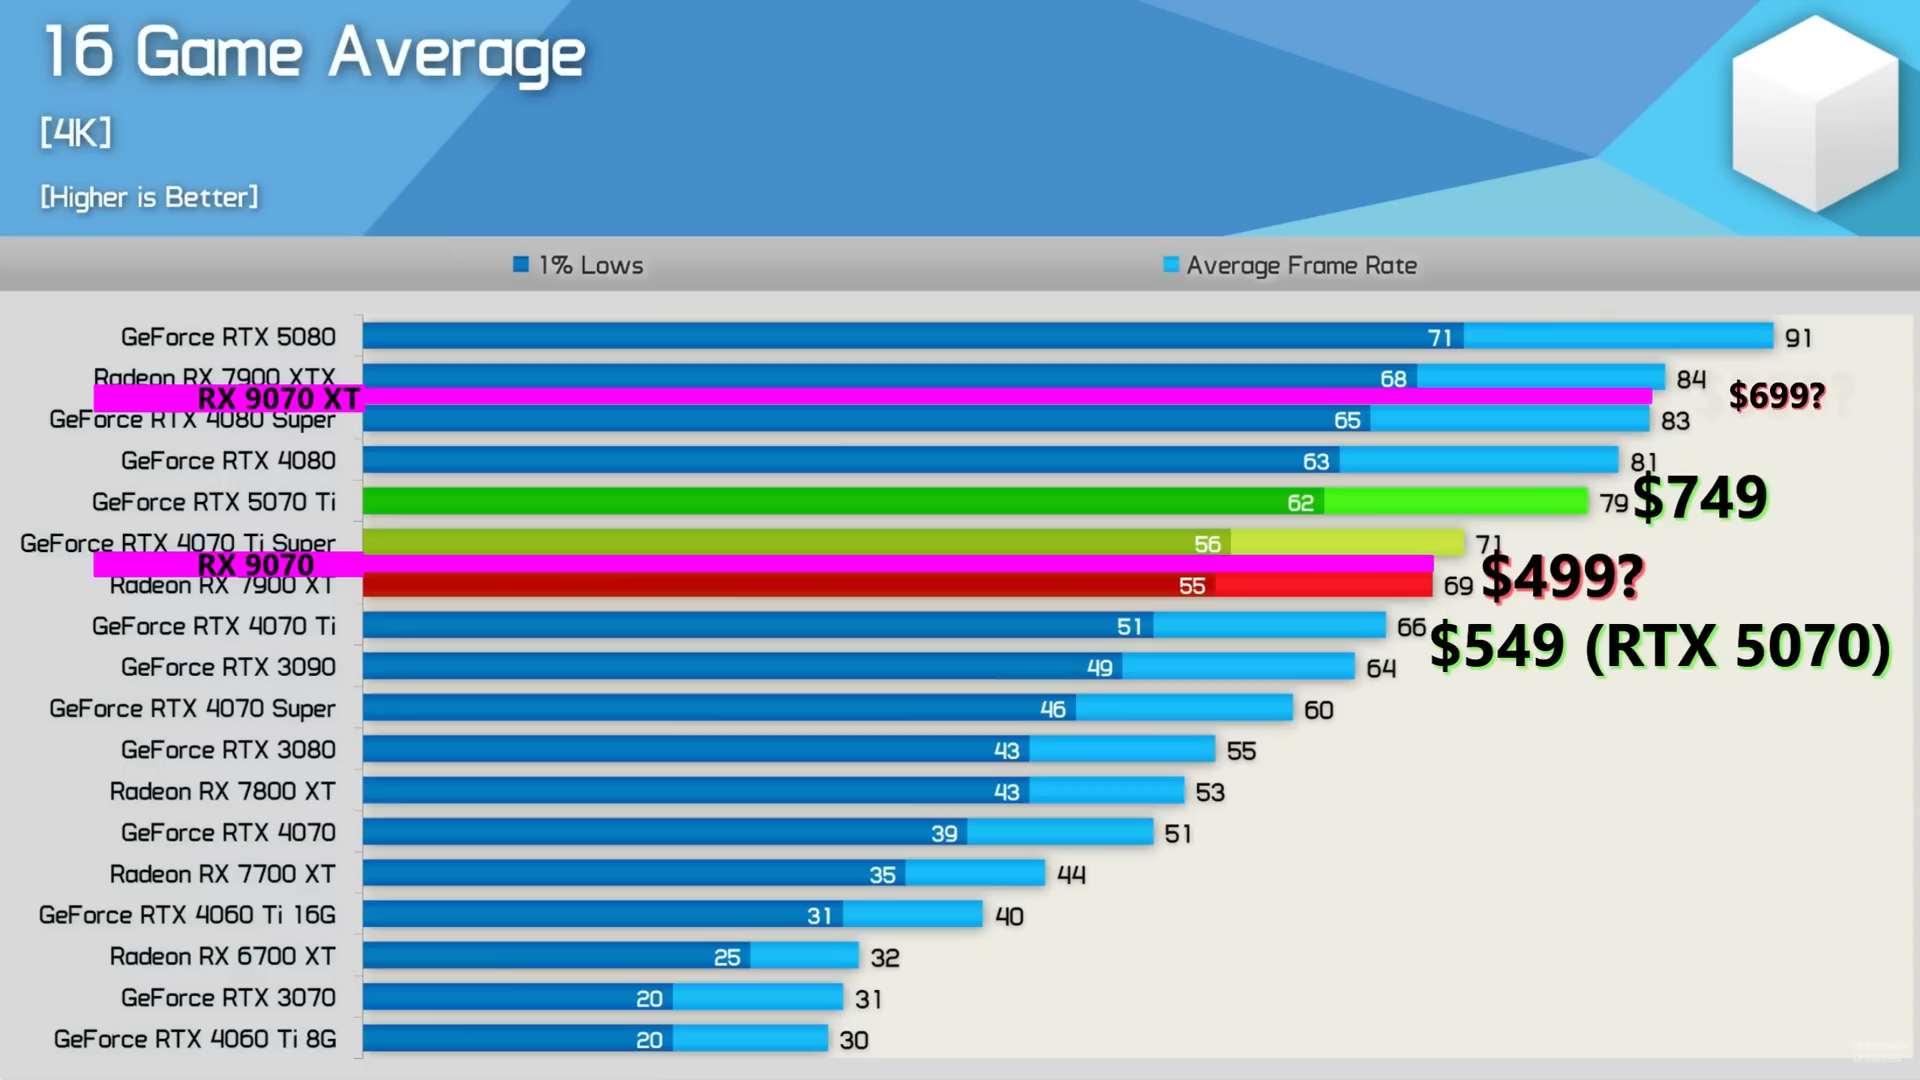 16 Game Average
[4K]
[Higher is Better]
1% Lows Average Frame Rate
GeForce RTX 5080 71 91
Radeon RX 7900 XTX 68 84
RX 9070 XT $699?
GeForce RTX 4080 Super 65 83
GeForce RTX 4080 63 81
GeForce RTX 5070 Ti 62 79 $749
GeForce RTX 4070 Ti Super 56 71
RX 9070 $499?
Radeon RX 7900 XT 55 69
GeForce RTX 4070 Ti 51 66 $549 (RTX 5070)
GeForce RTX 3090 49 64
GeForce RTX 4070 Super 46 60
GeForce RTX 3080 43 55
Radeon RX 7800 XT 43 53
GeForce RTX 4070 39 51
Radeon RX 7700 XT 35 44
GeForce RTX 4060 Ti 16G 31 40
Radeon RX 6700 XT 25 32
GeForce RTX 3070 20 31
GeForce RTX 4060 Ti 8G 20 30